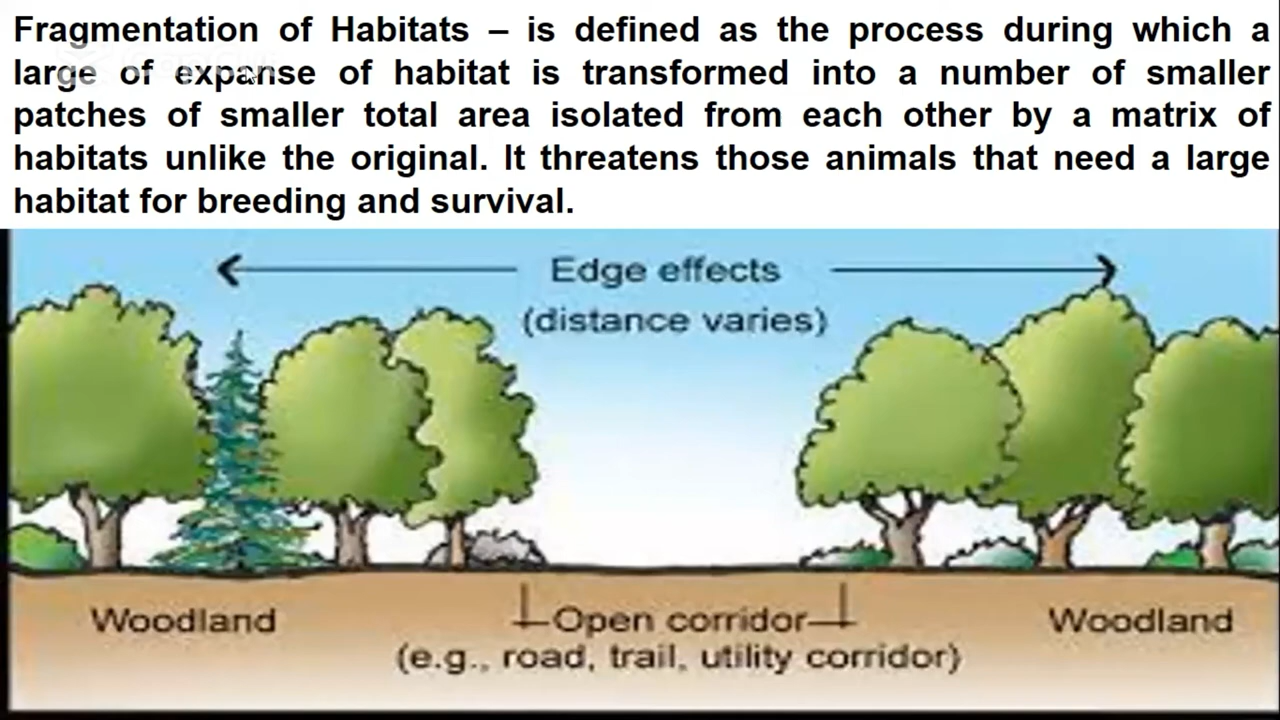 Fragmentation of Habitats – is defined as the process during which a
large of expanse of habitat is transformed into a number of smaller
patches of smaller total area isolated from each other by a matrix of
habitats unlike the original. It threatens those animals that need a large
habitat for breeding and survival.
Edge effects
(distance varies)
Woodland
Open corridor
Woodland
(e.g., road, trail, utility corridor)